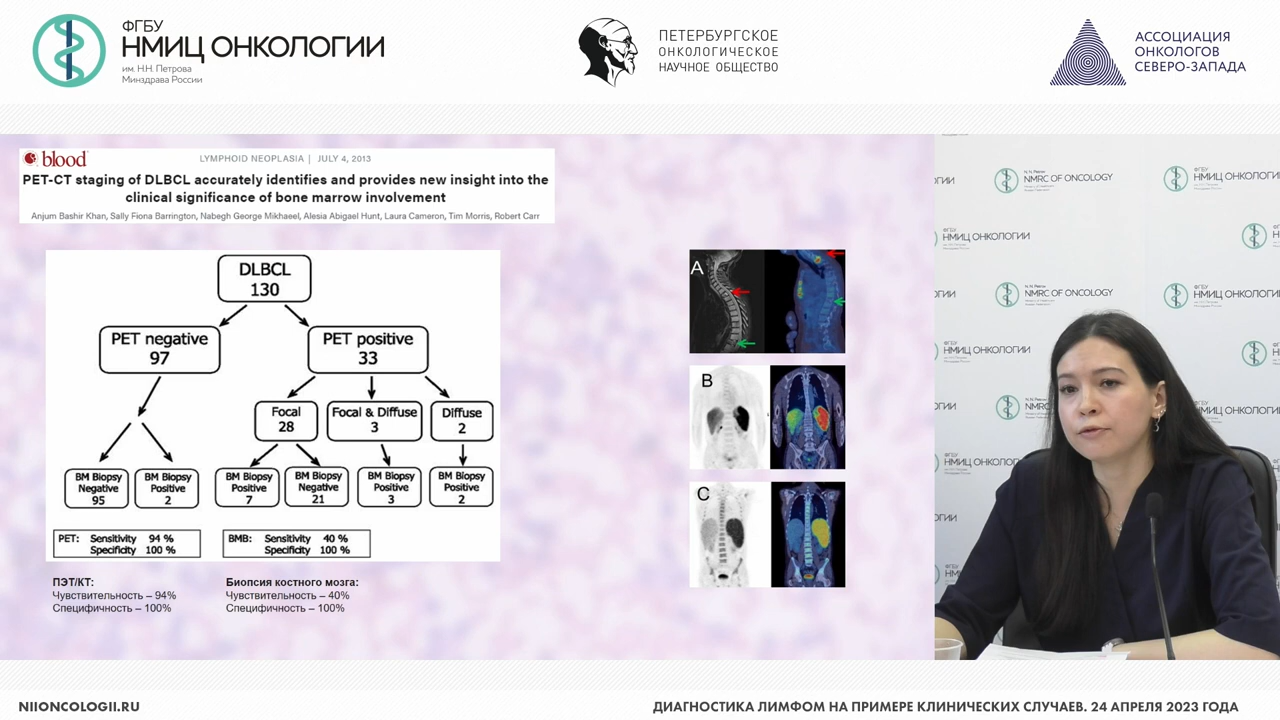 ФГБУ
НМИЦ ОНКОЛОГИИ
им. Н.Н. Петрова
Минздрава России
ПЕТЕРБУРГСКОЕ
ОНКОЛОГИЧЕСКОЕ
НАУЧНОЕ ОБЩЕСТВО
АССОЦИАЦИЯ
ОНКОЛОГОВ
СЕВЕРО-ЗАПАДА
blood
LYMPHOID NEOPLASIA | JULY 4, 2013
PET-CT staging of DLBCL accurately identifies and provides new insight into the
clinical significance of bone marrow involvement
Anjum Bashir Khan, Sally Fiona Barrington, Nabegh George Mikhaeel, Alesia Abigael Hunt, Laura Cameron, Tim Morris, Robert Carr
DLBCL
130
PET negative
97
PET positive
33
Focal
28
Focal & Diffuse
3
Diffuse
2
BM Biopsy
Negative
95
BM Biopsy
Positive
2
BM Biopsy
Positive
7
BM Biopsy
Negative
21
BM Biopsy
Positive
3
BM Biopsy
Positive
2
PET: Sensitivity 94 %
Specificity 100 %
BMB: Sensitivity 40 %
Specificity 100 %
ПЭТ/КТ:
Чувствительность – 94%
Специфичность – 100%
Биопсия костного мозга:
Чувствительность – 40%
Специфичность – 100%
A
B
C
NMRC OF ONCOLOGY
НМИЦ ОНКОЛОГИИ
NMRC OF ONCOLOGY
НМИЦ ОНКОЛОГИИ
NIIONCOLOGII.RU
ДИАГНОСТИКА ЛИМФОМ НА ПРИМЕРЕ КЛИНИЧЕСКИХ СЛУЧАЕВ. 24 АПРЕЛЯ 2023 ГОДА